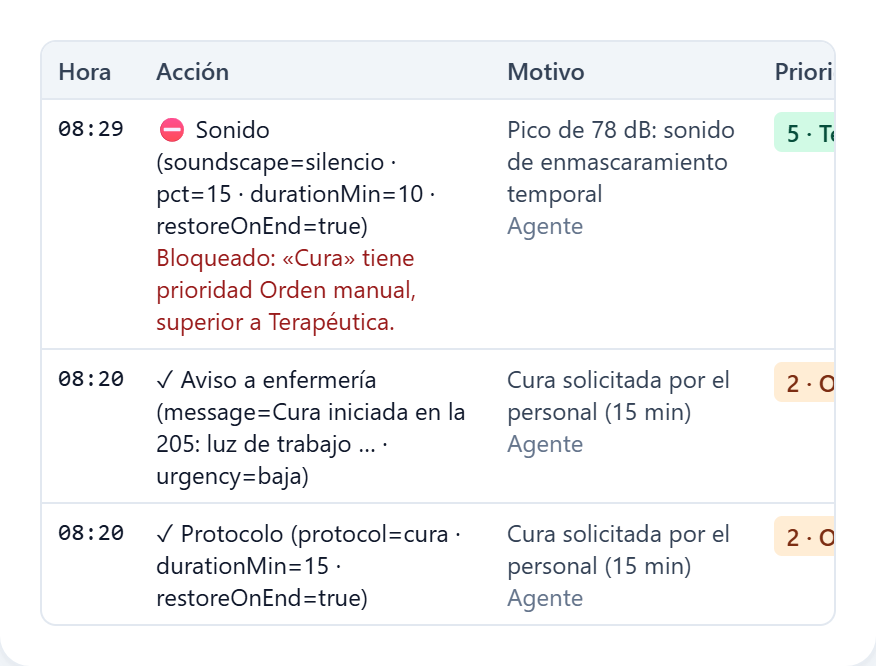 Hora Acción Motivo Priori
08:29 ⛔ Sonido Pico de 78 dB: sonido 5 · Te
(soundscape=silencio · de enmascaramiento
pct=15 · durationMin=10 · temporal
restoreOnEnd=true) Agente
Bloqueado: «Cura» tiene
prioridad Orden manual,
superior a Terapéutica.
08:20 ✓ Aviso a enfermería Cura solicitada por el 2 · O
(message=Cura iniciada en la personal (15 min)
205: luz de trabajo … · Agente
urgency=baja)
08:20 ✓ Protocolo (protocol=cura · Cura solicitada por el 2 · O
durationMin=15 · personal (15 min)
restoreOnEnd=true) Agente